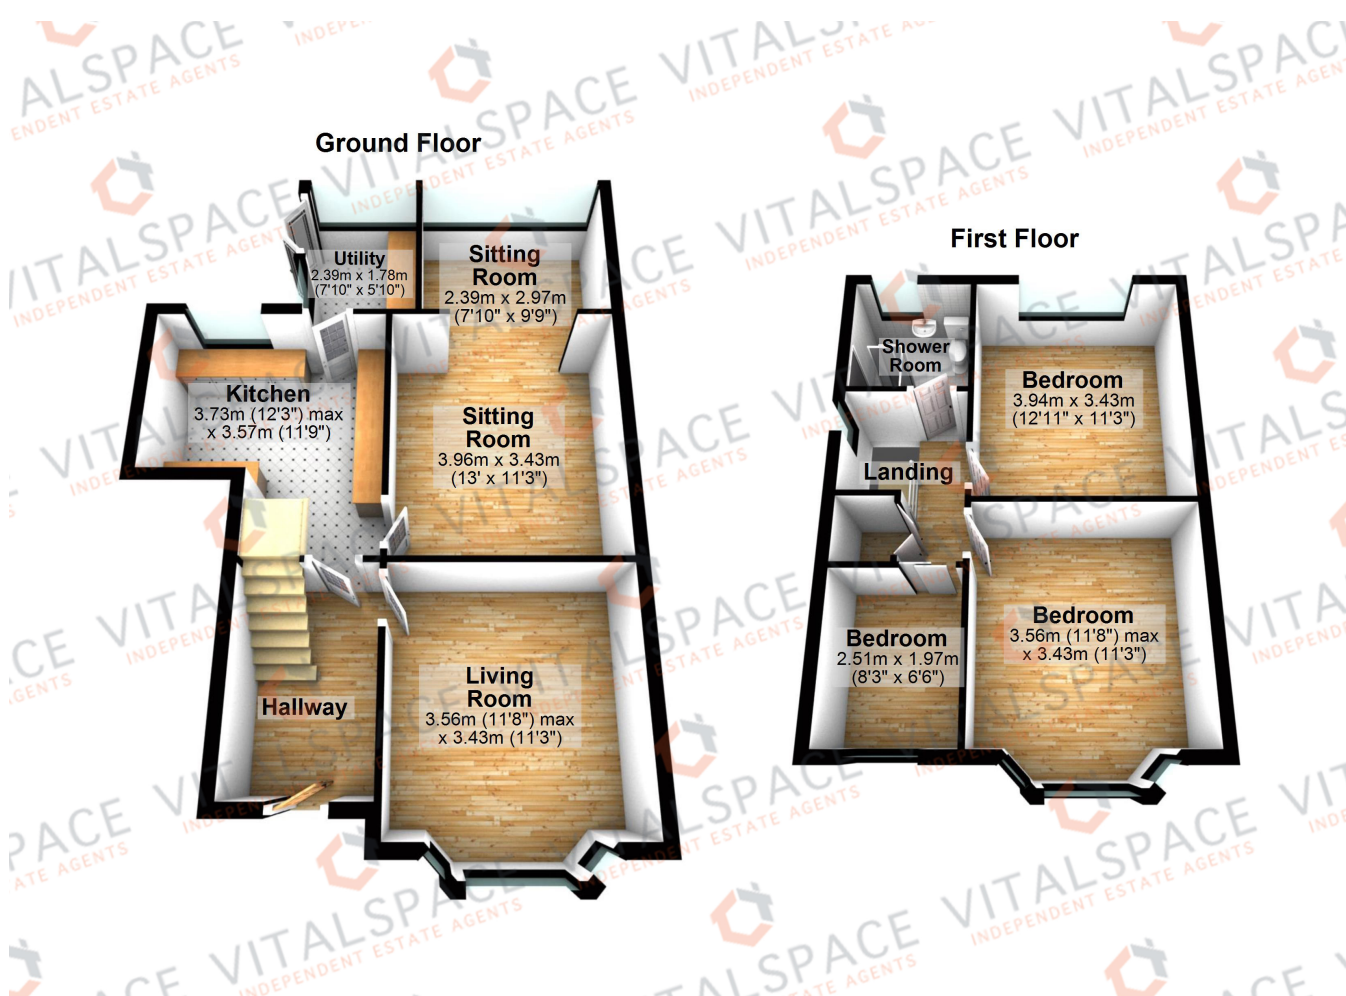 Ground Floor
Utility
2.39m x 1.78m
(7'10" x 5'10")
Sitting
Room
2.39m x 2.97m
(7'10" x 9'9")
Kitchen
3.73m (12'3") max
x 3.57m (11'9")
Sitting
Room
3.96m x 3.43m
(13' x 11'3")
Living
Room
3.56m (11'8") max
x 3.43m (11'3")
Hallway
First Floor
Shower
Room
Bedroom
3.94m x 3.43m
(12'11" x 11'3")
Landing
Bedroom
3.56m (11'8") max
x 3.43m (11'3")
Bedroom
2.51m x 1.97m
(8'3" x 6'6")
VITALSPACE
INDEPENDENT ESTATE AGENTS